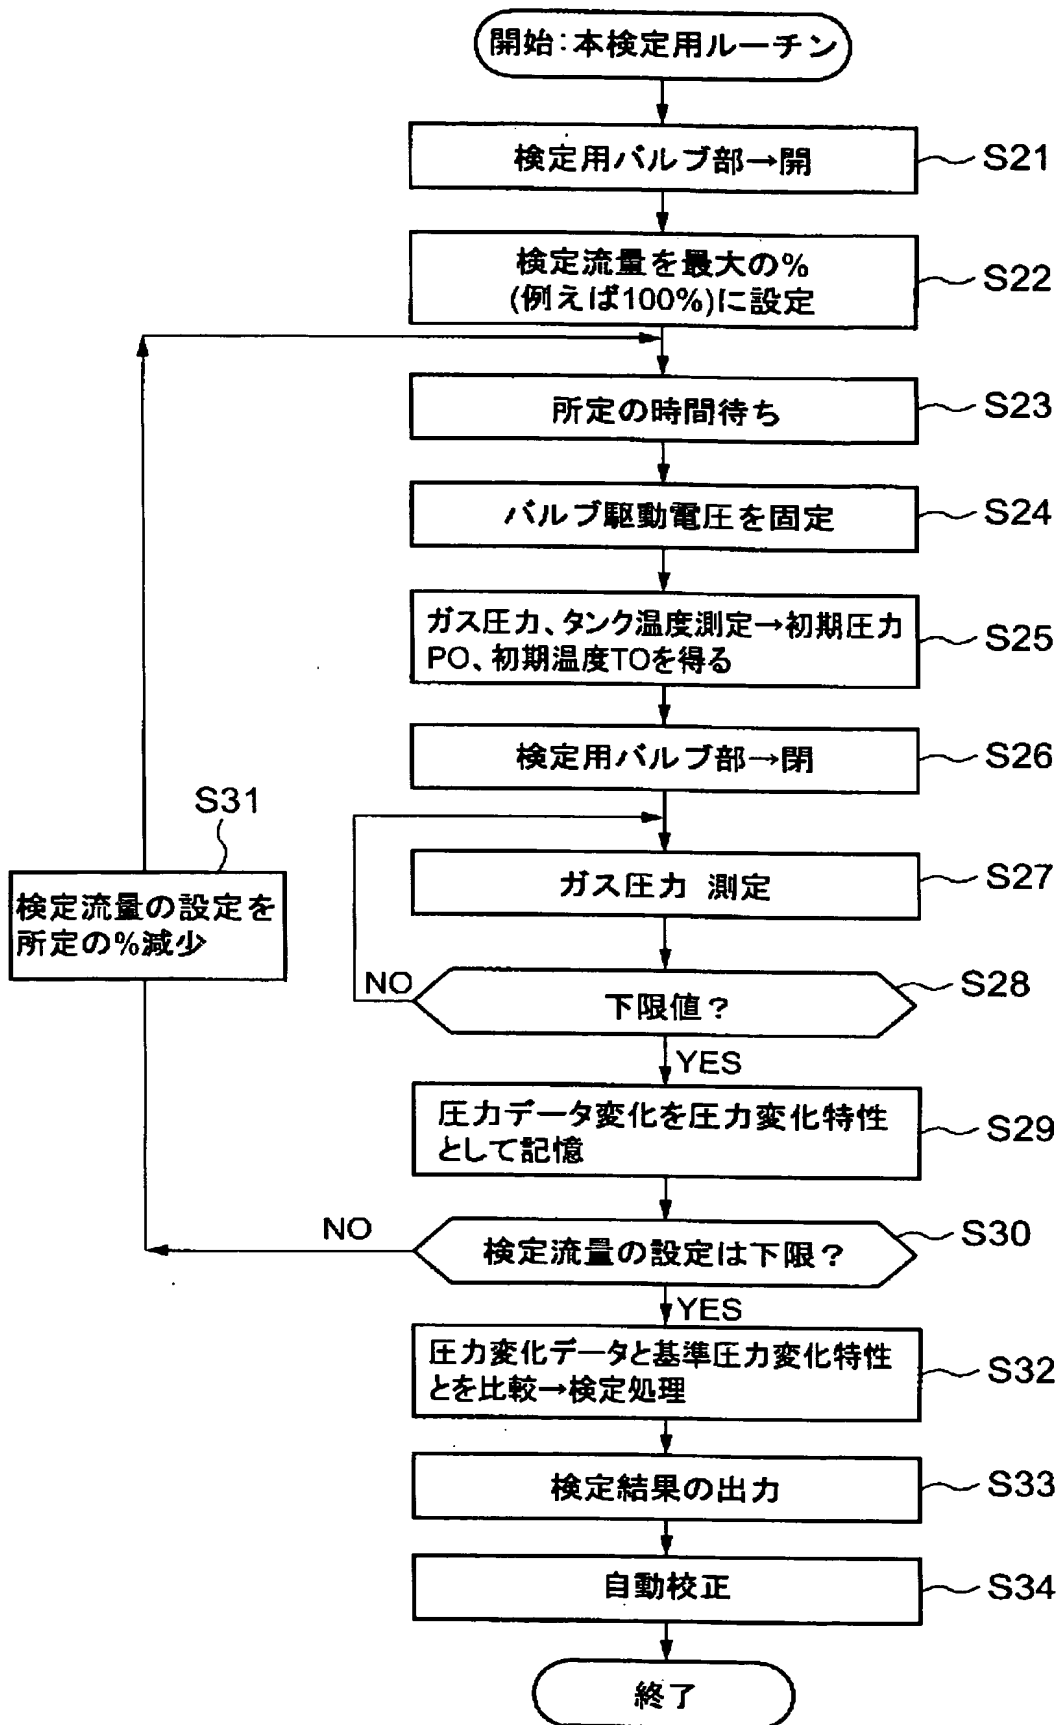 開始:本検定用ルーチン
検定用バルブ部→開
S21
検定流量を最大の%
(例えば100%)に設定
S22
所定の時間待ち
S23
バルブ駆動電圧を固定
S24
ガス圧力、タンク温度測定→初期圧力
PO、初期温度TOを得る
S25
検定用バルブ部→閉
S26
S31
検定流量の設定を
所定の%減少
ガス圧力 測定
S27
NO
下限値?
S28
YES
圧力データ変化を圧力変化特性
として記憶
S29
NO
検定流量の設定は下限?
S30
YES
圧力変化データと基準圧力変化特性
とを比較→検定処理
S32
検定結果の出力
S33
自動校正
S34
終了